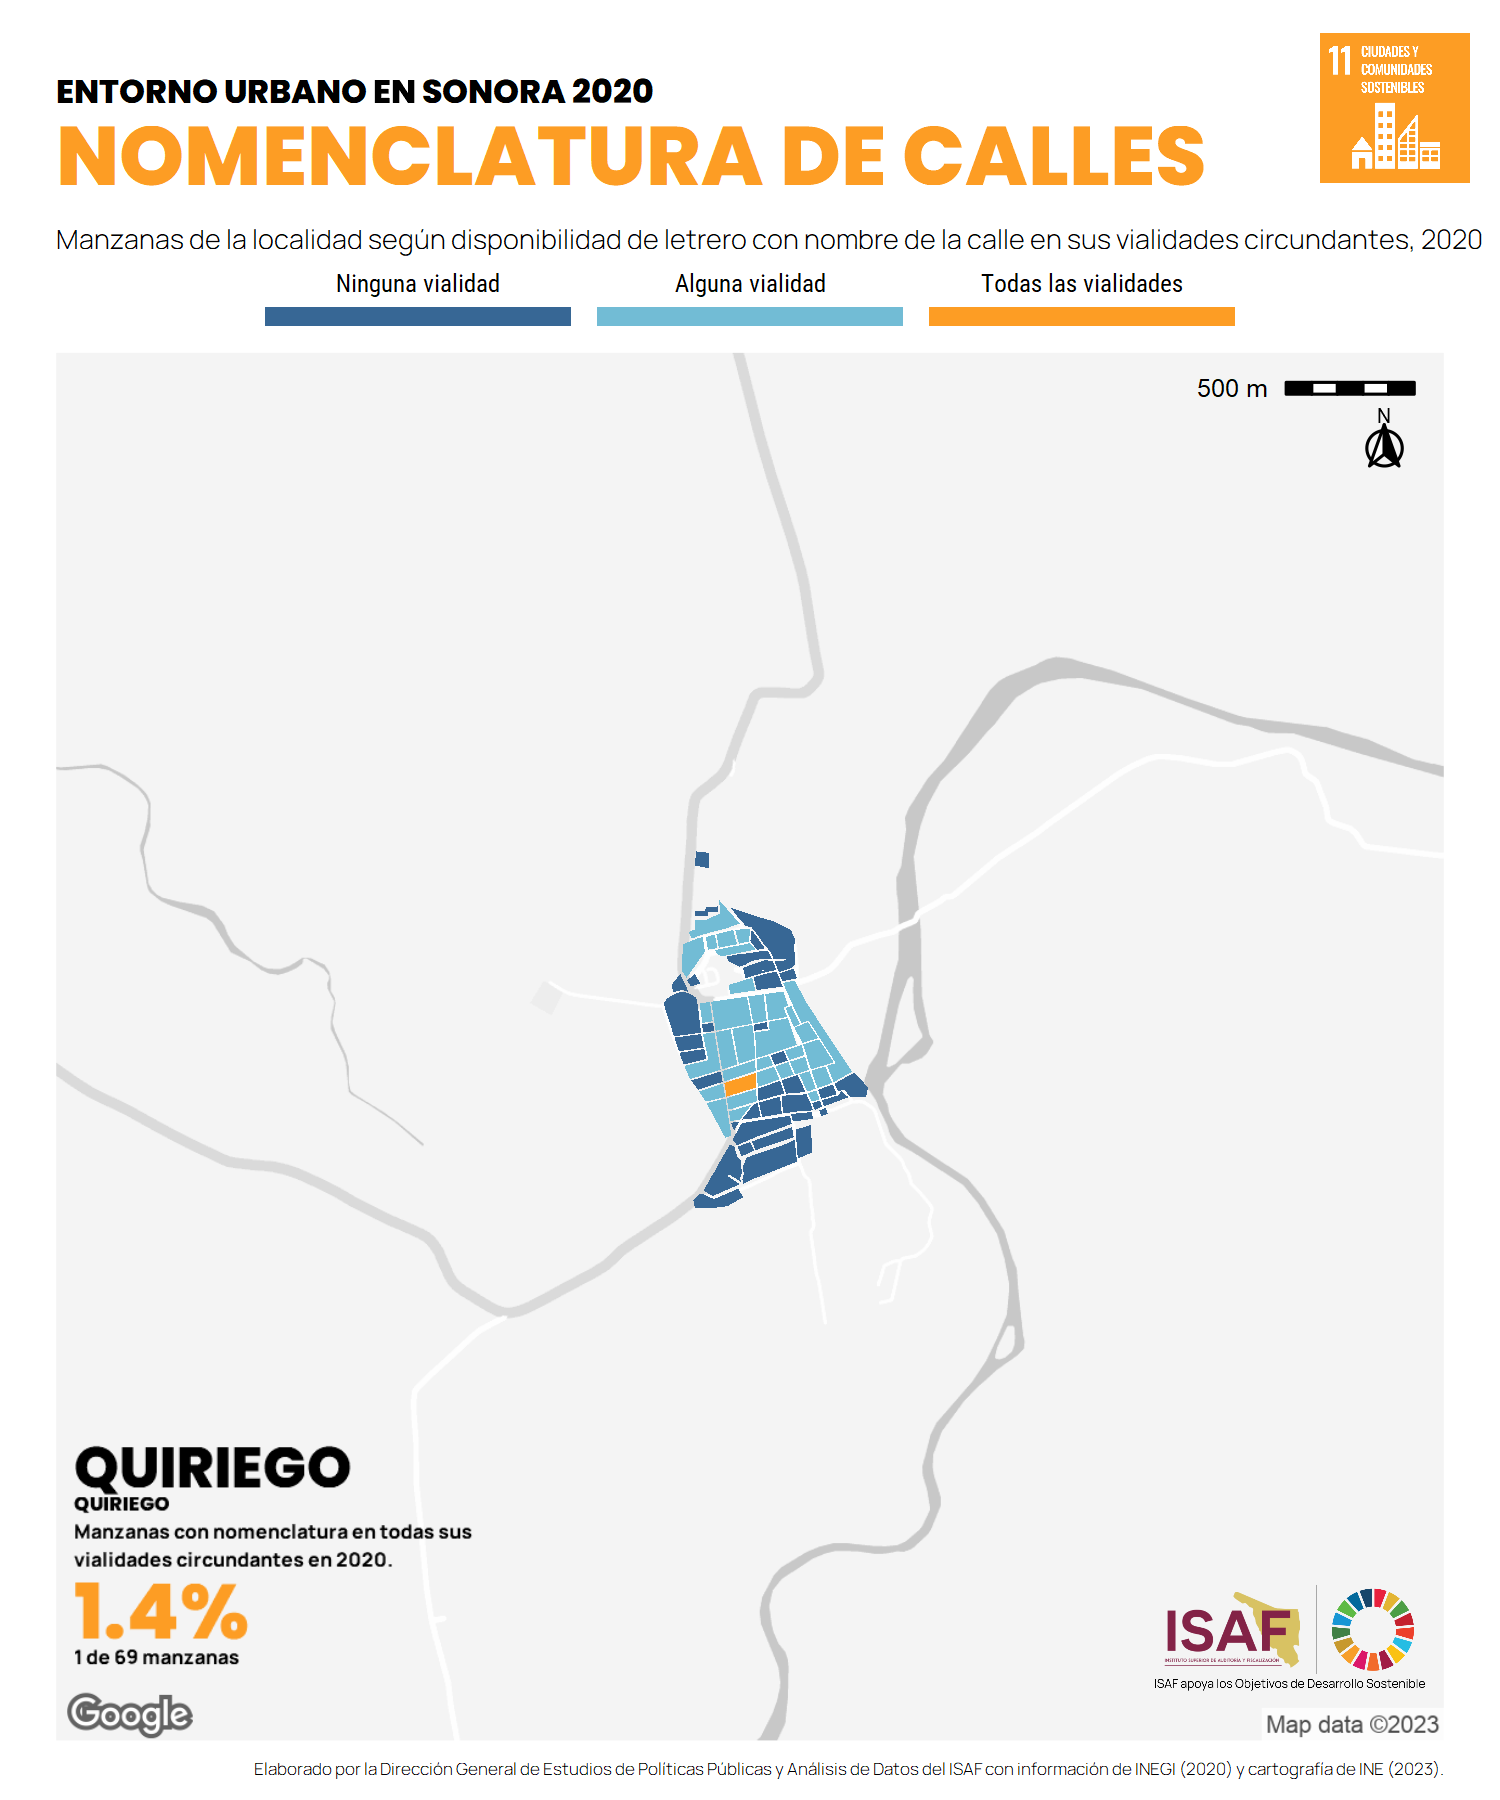 11 CIUDADES Y
COMUNIDADES
SOSTENIBLES
ENTORNO URBANO EN SONORA 2020
NOMENCLATURA DE CALLES
Manzanas de la localidad según disponibilidad de letrero con nombre de la calle en sus vialidades circundantes, 2020
Ninguna vialidad
Alguna vialidad
Todas las vialidades
500 m
N
QUIRIEGO
QUIRIEGO
Manzanas con nomenclatura en todas sus
vialidades circundantes en 2020.
1.4%
1 de 69 manzanas
Google
ISAF
INSTITUTO SUPERIOR DE AUDITORÍA Y FISCALIZACIÓN
ISAF apoya los Objetivos de Desarrollo Sostenible
Map data ©2023
Elaborado por la Dirección General de Estudios de Políticas Públicas y Análisis de Datos del ISAF con información de INEGI (2020) y cartografía de INE (2023).